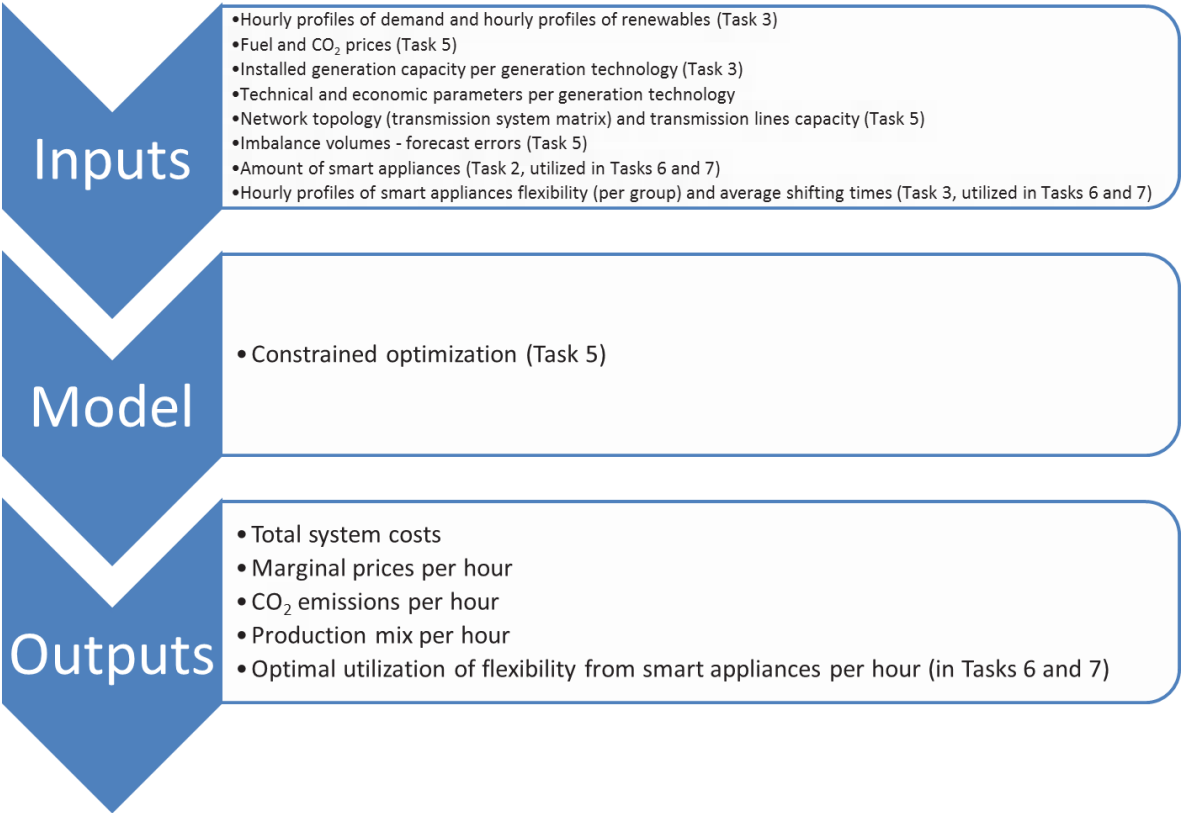 Inputs
•Hourly profiles of demand and hourly profiles of renewables (Task 3)
•Fuel and CO₂ prices (Task 5)
•Installed generation capacity per generation technology (Task 3)
•Technical and economic parameters per generation technology
•Network topology (transmission system matrix) and transmission lines capacity (Task 5)
•Imbalance volumes - forecast errors (Task 5)
•Amount of smart appliances (Task 2, utilized in Tasks 6 and 7)
•Hourly profiles of smart appliances flexibility (per group) and average shifting times (Task 3, utilized in Tasks 6 and 7)
Model
•Constrained optimization (Task 5)
Outputs
•Total system costs
•Marginal prices per hour
•CO₂ emissions per hour
•Production mix per hour
•Optimal utilization of flexibility from smart appliances per hour (in Tasks 6 and 7)